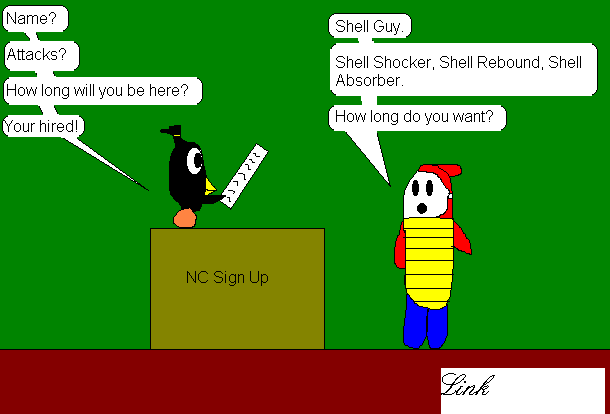 Name?
Shell Guy.
Attacks?
Shell Shocker, Shell Rebound, Shell
Absorber.
How long will you be here?
How long do you want?
Your hired!
NC Sign Up
Link